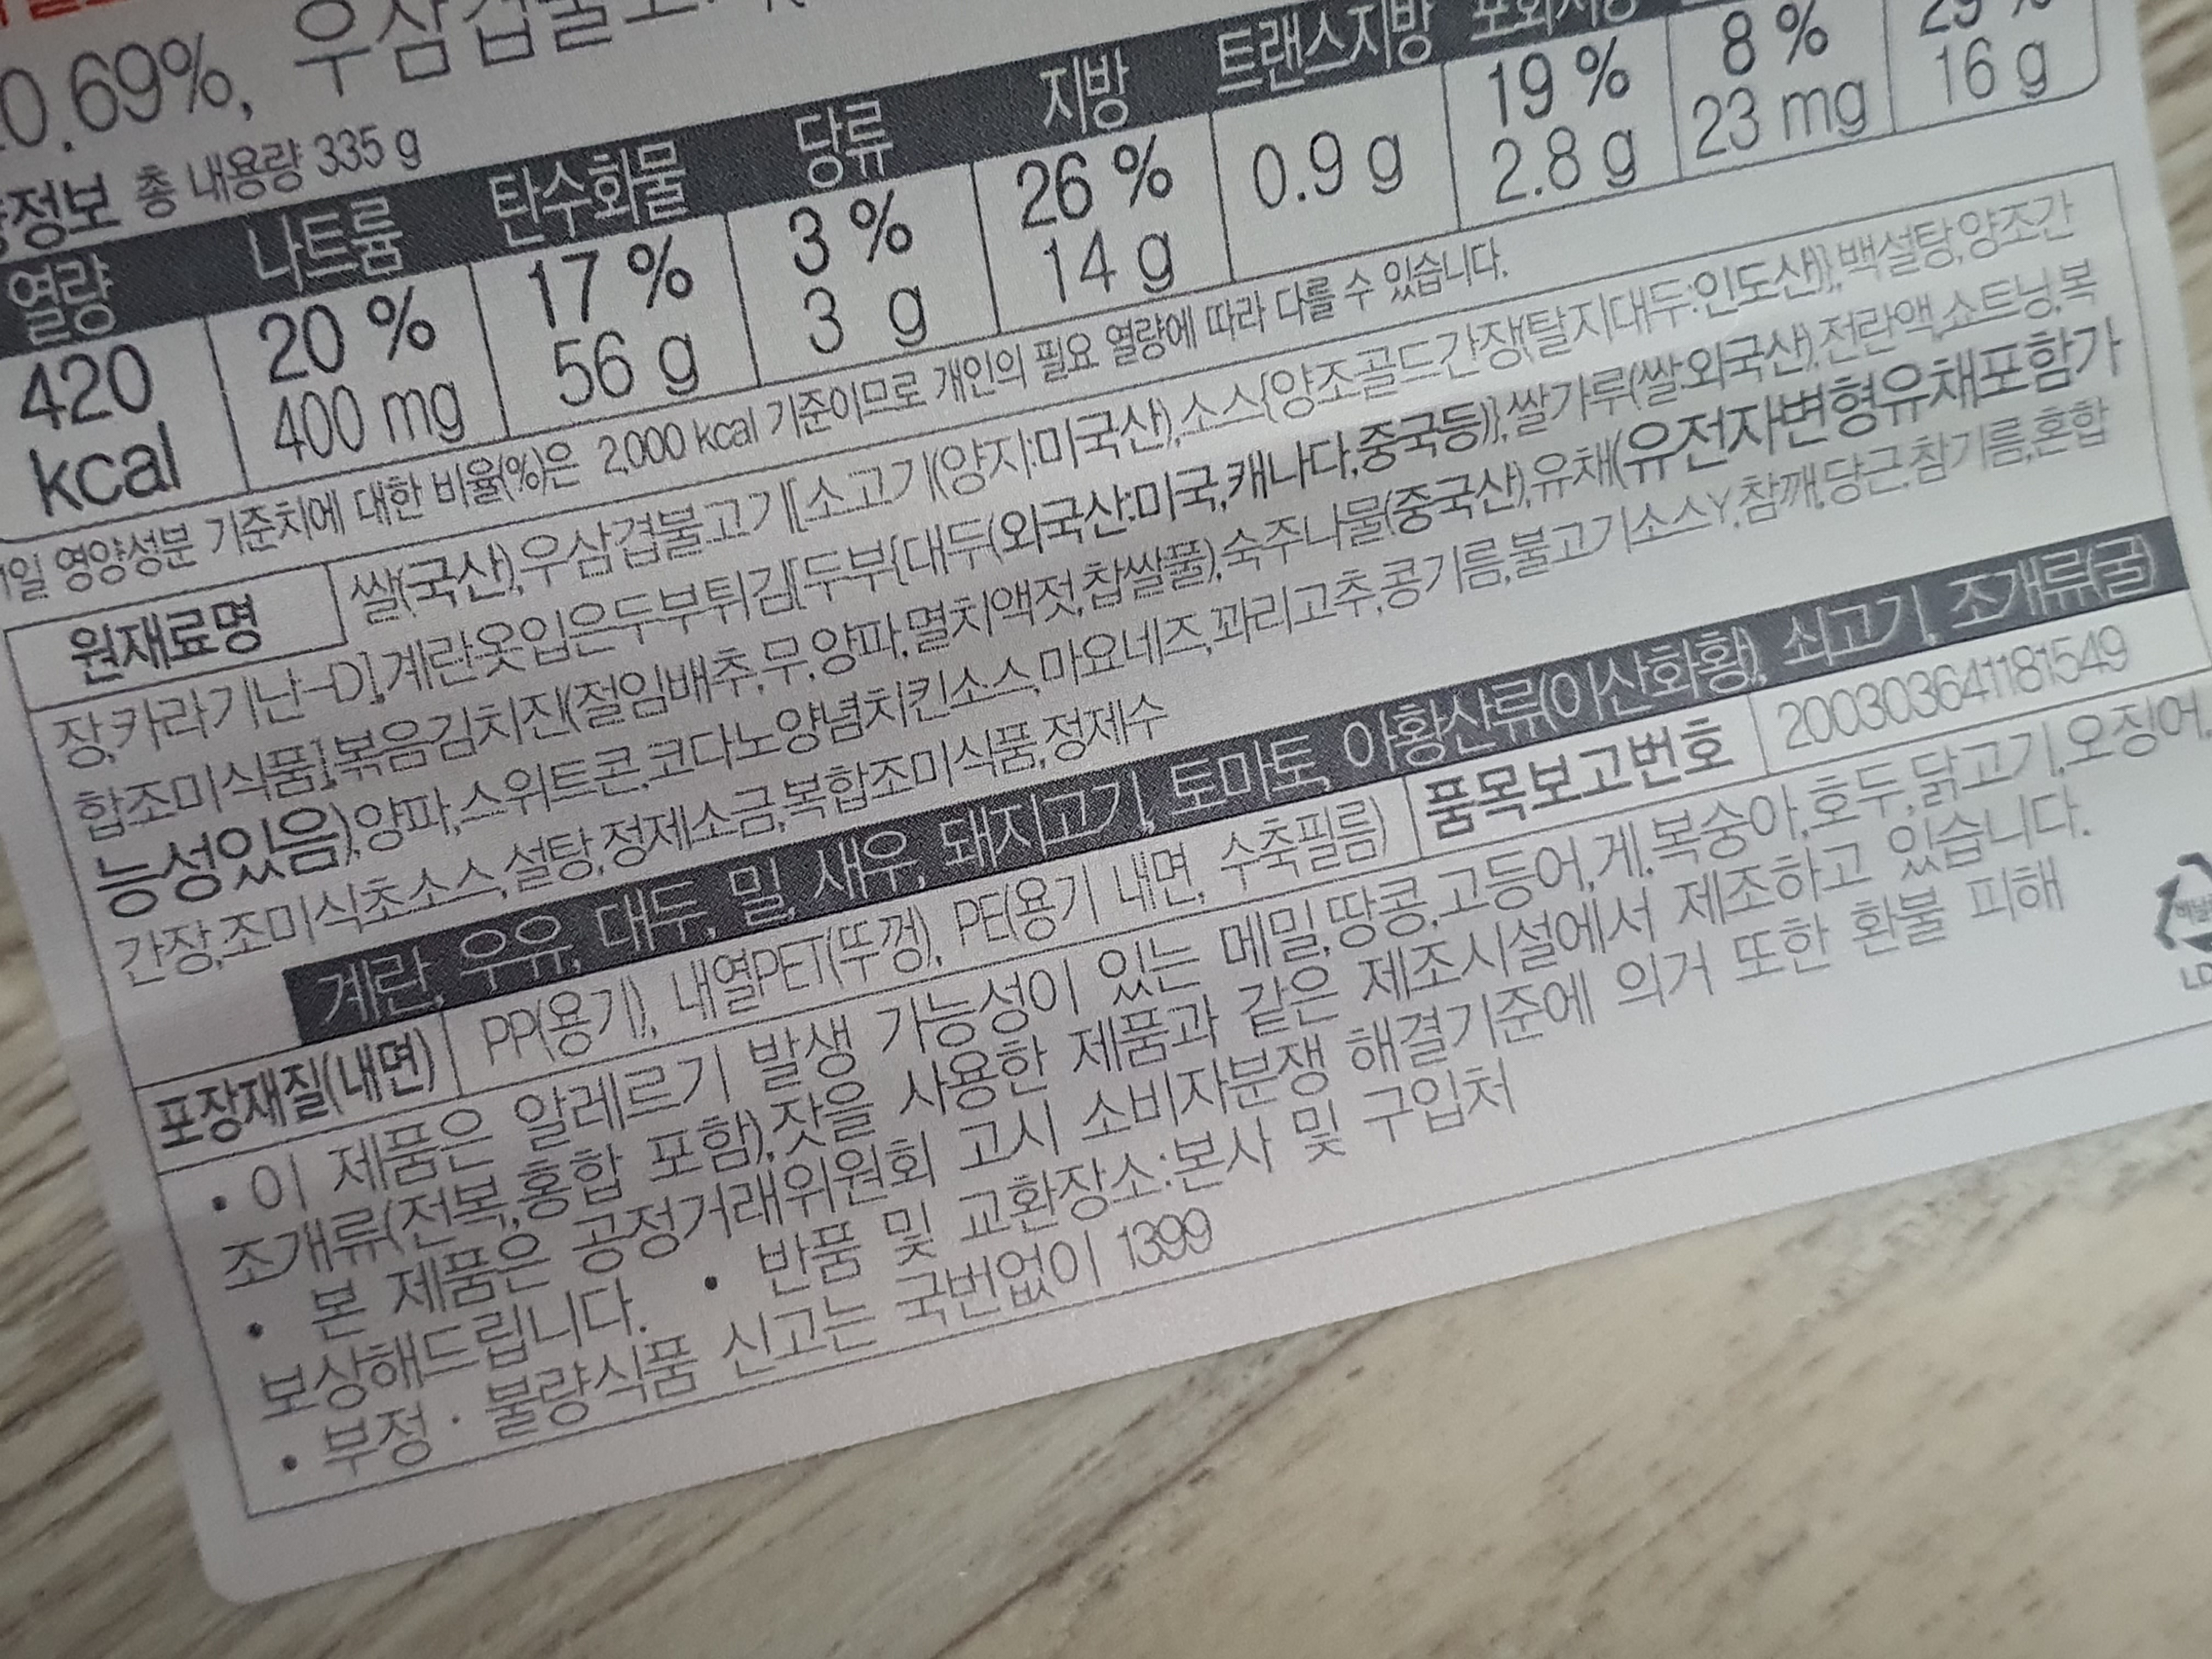 0.69%, 우삼겹불고기
정보 총 내용량 335 g
열량 나트륨 탄수화물 당류 지방 트랜스지방 포화지방
420 kcal 20 % 400 mg 17 % 56 g 3 % 3 g 26 % 14 g 0.9 g 19 % 2.8 g 8 % 23 mg 29 % 16 g
1일 영양성분 기준치에 대한 비율(%)은 2,000 kcal 기준이므로 개인의 필요 열량에 따라 다를 수 있습니다.
원재료명 쌀(국산),우삼겹불고기[소고기(양지:미국산),소스{양조골드간장(탈지대두:인도산)},백설탕,양조간
장,카라기난-D],계란옷입은두부튀김[두부{대두(외국산:미국,캐나다,중국등)},쌀가루(쌀:외국산),전란액,쇼트닝,복
합조미식품],볶음김치진(절임배추,무,양파,멸치액젓,찹쌀풀),숙주나물(중국산),유채(유전자변형유채포함가
능성있음),양파,스위트콘,코다노양념치킨소스,마요네즈,꽈리고추,콩기름,불고기소스Y,참깨,당근,참기름,혼합
간장,조미식초소스,설탕,정제소금,복합조미식품,정제수
계란, 우유, 대두, 밀, 새우, 돼지고기, 토마토, 아황산류(이산화황), 쇠고기, 조개류(굴)
포장재질(내면) PP(용기), 내열PET(뚜껑), PE(용기 내면, 수축필름) 품목보고번호 200303641181549
• 이 제품은 알레르기 발생 가능성이 있는 메밀,땅콩,고등어,게,복숭아,호두,닭고기,오징어,
조개류(전복,홍합 포함),잣을 사용한 제품과 같은 제조시설에서 제조하고 있습니다.
• 본 제품은 공정거래위원회 고시 소비자분쟁 해결기준에 의거 또한 환불 피해
보상해드립니다. • 반품 및 교환장소:본사 및 구입처
• 부정 · 불량식품 신고는 국번없이 1399